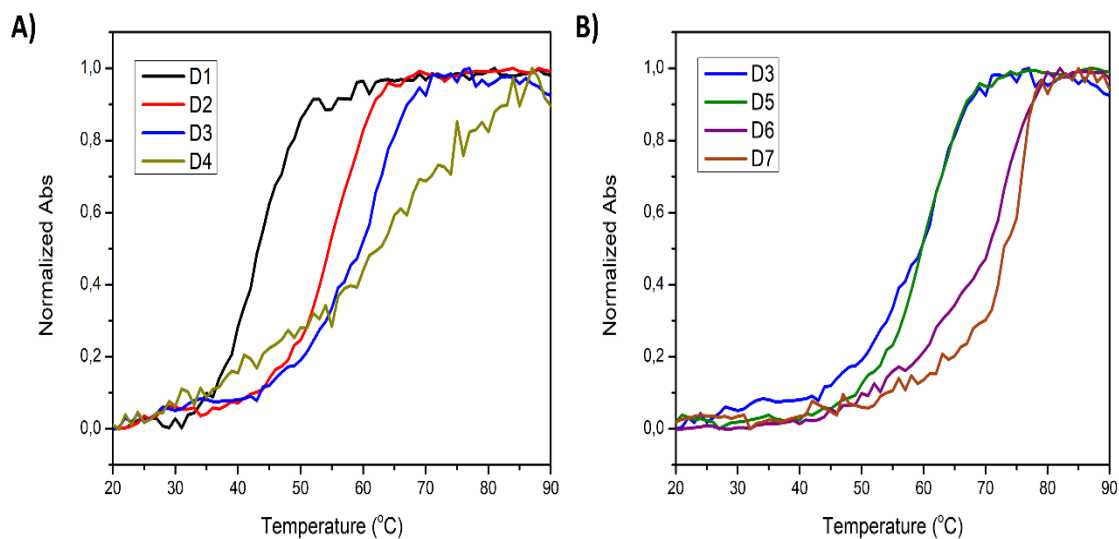 A)
D1
D2
D3
D4
1,0
0,8
0,6
0,4
0,2
0,0
Normalized Abs
20 30 40 50 60 70 80 90
Temperature (°C)
B)
D3
D5
D6
D7
1,0
0,8
0,6
0,4
0,2
0,0
Normalized Abs
20 30 40 50 60 70 80 90
Temperature (°C)